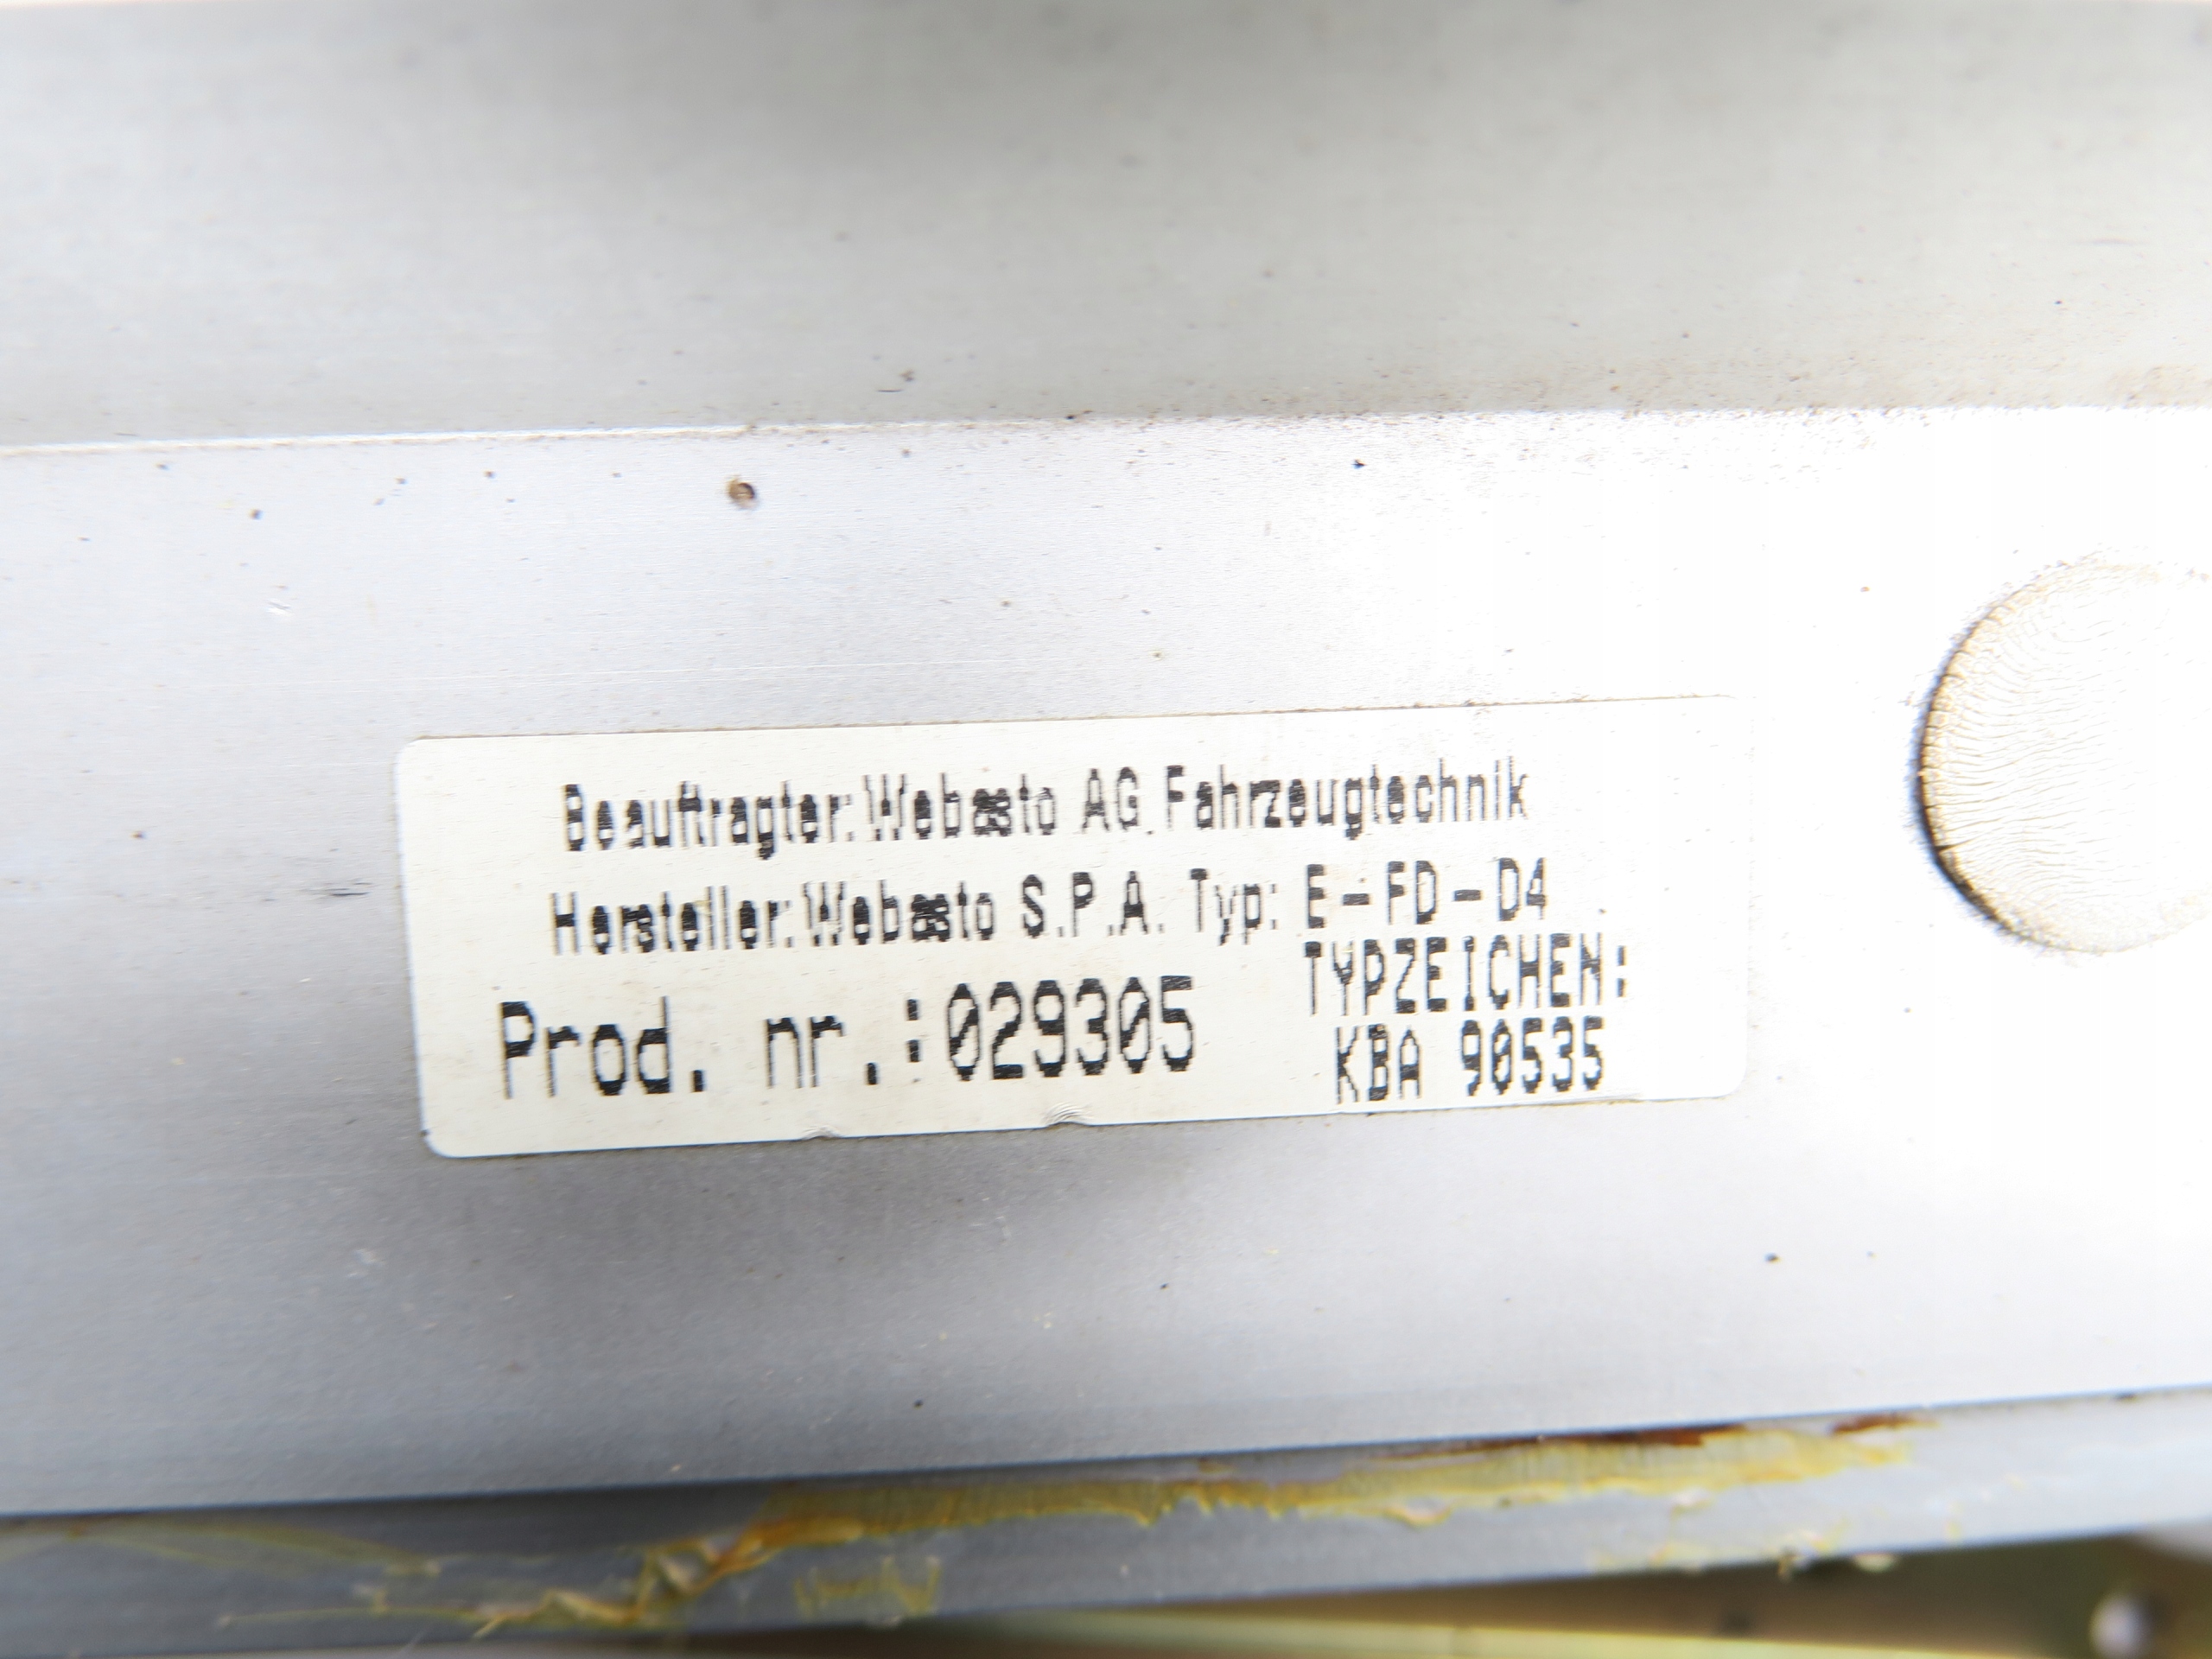 Beauftragter: Webasto AG Fahrzeugtechnik
Hersteller: Webasto S.P.A. Typ: E-FD-D4
TYPZEICHEN:
Prod. nr.:029305
KBA 90535